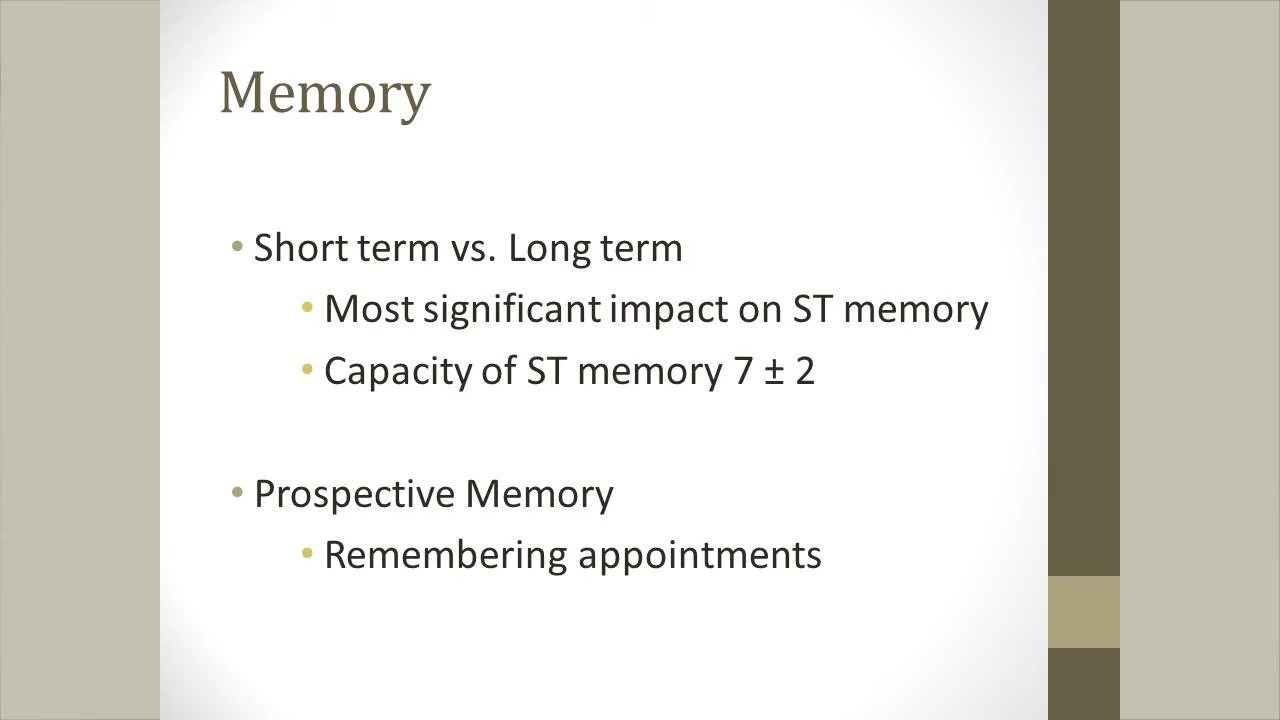 Memory
• Short term vs. Long term
• Most significant impact on ST memory
• Capacity of ST memory 7 ± 2
• Prospective Memory
• Remembering appointments